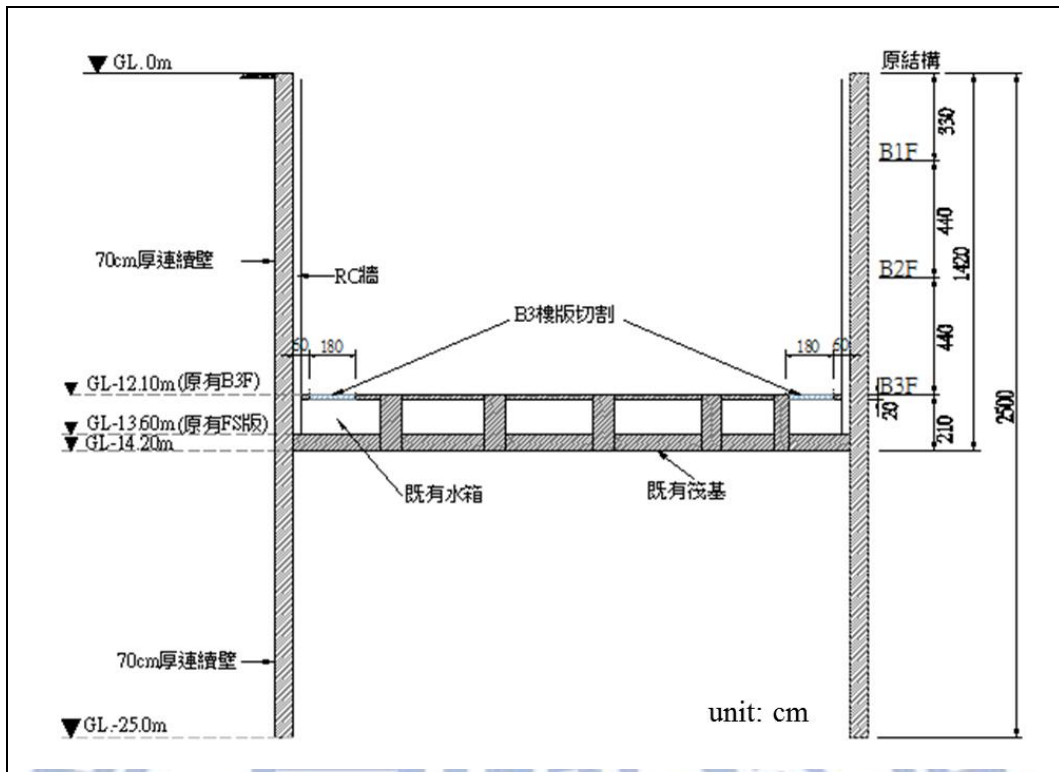 GL.0m
原結構
330
B1F
440
70cm厚連續壁
RC牆
B2F
1420
B3樓版切割
440
60
180
180
60
GL-12.10m(原有B3F)
B3F
20
GL-13.60m(原有FS版)
210
2500
GL-14.20m
既有水箱
既有筏基
70cm厚連續壁
unit: cm
GL.-25.0m